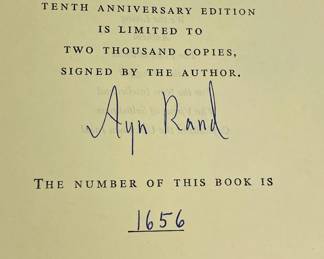 TENTH ANNIVERSARY EDITION
IS LIMITED TO
TWO THOUSAND COPIES,
SIGNED BY THE AUTHOR.
Ayn Rand
THE NUMBER OF THIS BOOK IS
1656